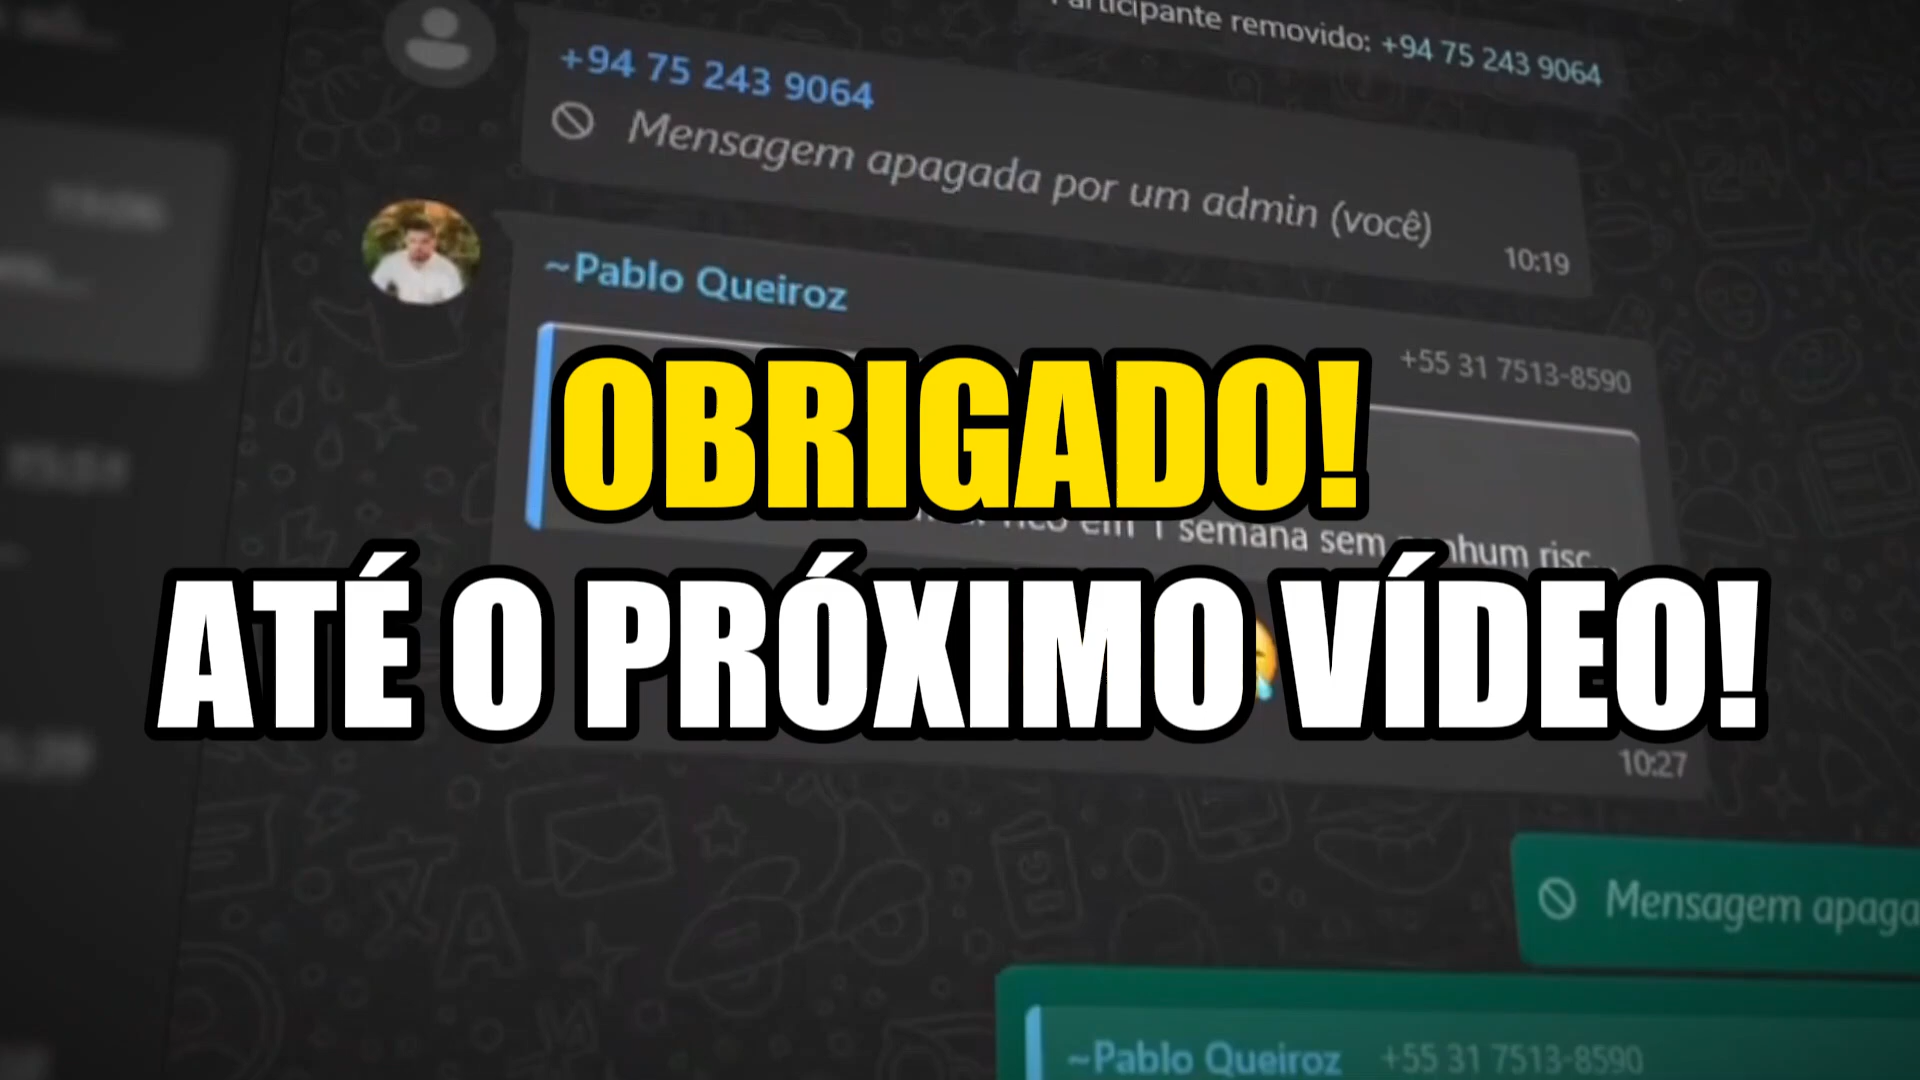 Participante removido: +94 75 243 9064
+94 75 243 9064
Mensagem apagada por um admin (você)
10:19
~Pablo Queiroz
+55 31 7513-8590
OBRIGADO!
em 1 semana sem
ATÉ O PRÓXIMO VÍDEO!
10:27
Mensagem
~Pablo Queiroz +55 31 7513-8590